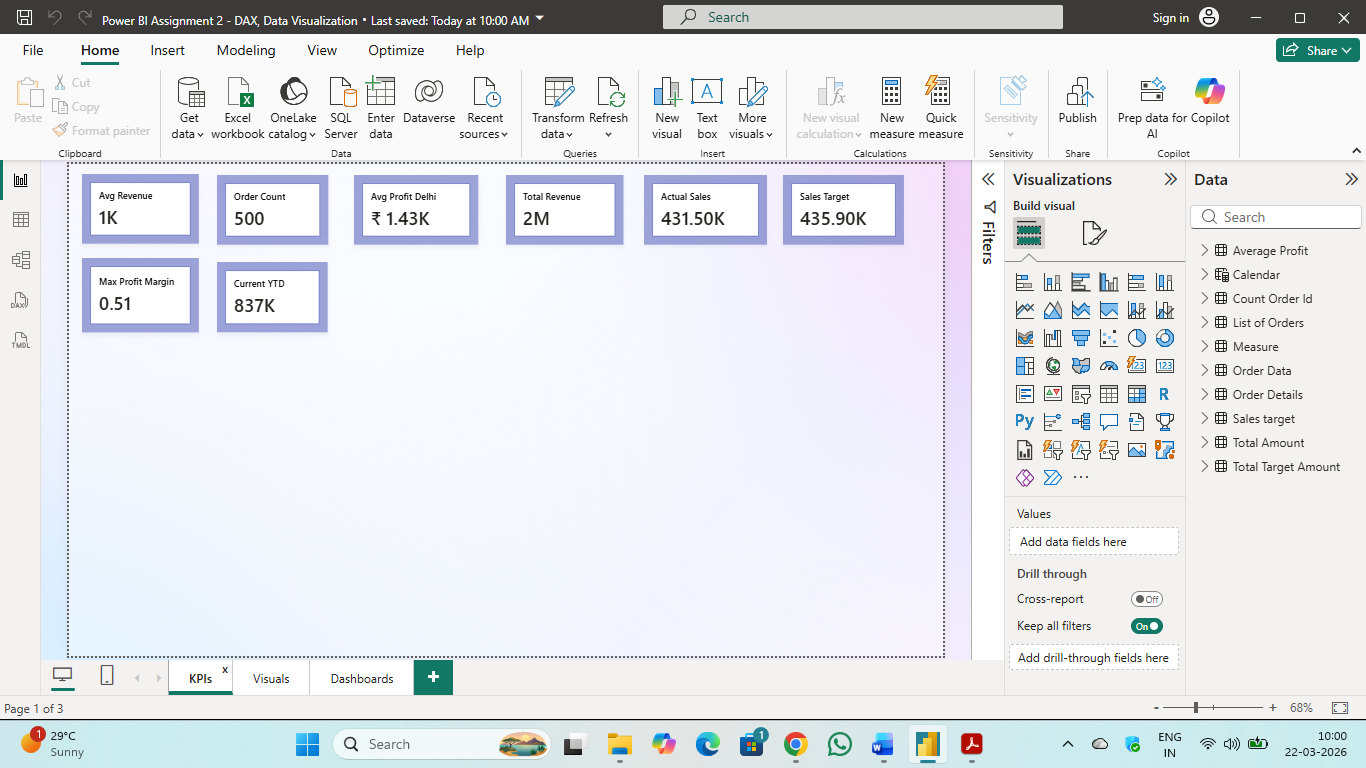 Power BI Assignment 2 - DAX, Data Visualization • Last saved: Today at 10:00 AM
Search
Sign in
File Home Insert Modeling View Optimize Help
Share
Paste
Cut
Copy
Format painter
Clipboard
Get data
Excel workbook
OneLake catalog
SQL Server
Enter data
Dataverse
Recent sources
Data
Transform data
Refresh
Queries
New visual
Text box
More visuals
Insert
New visual calculation
New measure
Quick measure
Calculations
Sensitivity
Sensitivity
Publish
Share
Prep data for AI
Copilot
Copilot
DAX
TMDL
Avg Revenue
1K
Order Count
500
Avg Profit Delhi
₹ 1.43K
Total Revenue
2M
Actual Sales
431.50K
Sales Target
435.90K
Max Profit Margin
0.51
Current YTD
837K
Filters
Visualizations
Build visual
123
123
R
Py
Values
Add data fields here
Drill through
Cross-report
Off
Keep all filters
On
Add drill-through fields here
Data
Search
Average Profit
Calendar
Count Order Id
List of Orders
Measure
Order Data
Order Details
Sales target
Total Amount
Total Target Amount
KPIs x
Visuals
Dashboards
+
Page 1 of 3
- + 68%
1
29°C
Sunny
Search
1
ENG
IN
10:00
22-03-2026